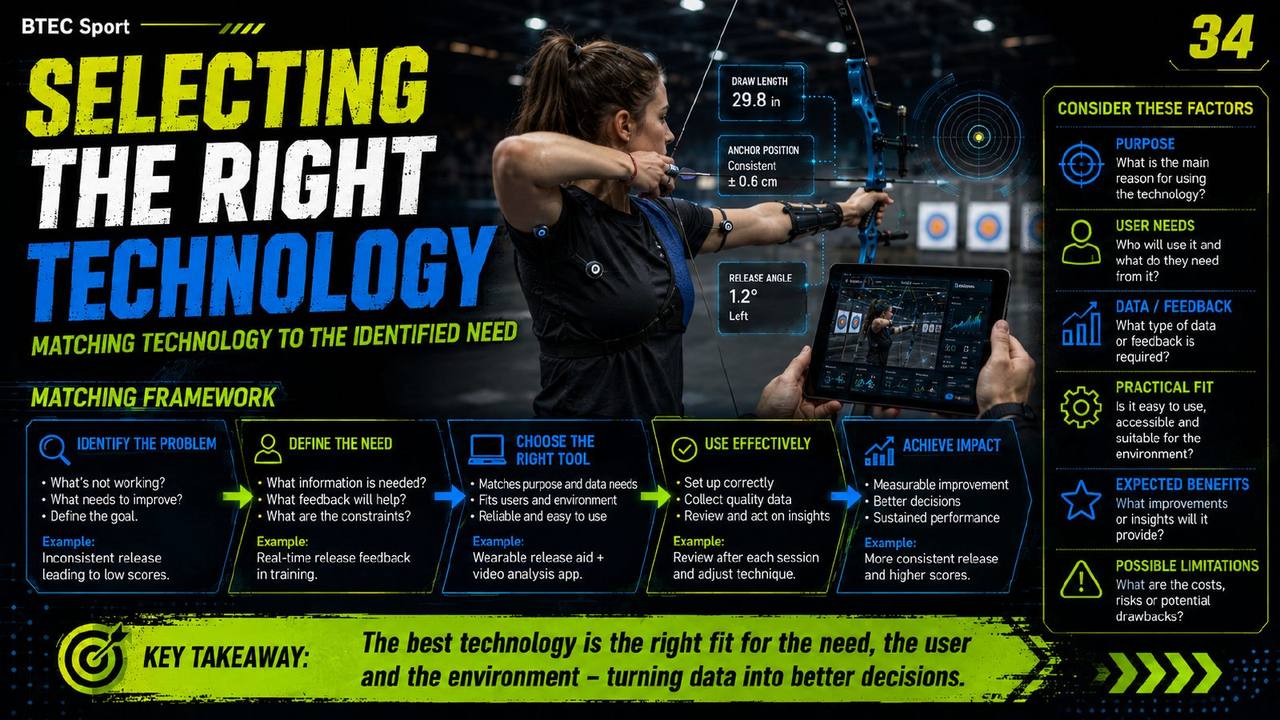 BTEC Sport
34
SELECTING
THE RIGHT
TECHNOLOGY
MATCHING TECHNOLOGY TO THE IDENTIFIED NEED
DRAW LENGTH
29.8 in
ANCHOR POSITION
Consistent
± 0.6 cm
RELEASE ANGLE
1.2°
Left
MATCHING FRAMEWORK
IDENTIFY THE PROBLEM
• What's not working?
• What needs to improve?
• Define the goal.
Example:
Inconsistent release
leading to low scores.
DEFINE THE NEED
• What information is needed?
• What feedback will help?
• What are the constraints?
Example:
Real-time release feedback
in training.
CHOOSE THE
RIGHT TOOL
• Matches purpose and data needs
• Fits users and environment
• Reliable and easy to use
Example:
Wearable release aid +
video analysis app.
USE EFFECTIVELY
• Set up correctly
• Collect quality data
• Review and act on insights
Example:
Review after each session
and adjust technique.
ACHIEVE IMPACT
• Measurable improvement
• Better decisions
• Sustained performance
Example:
More consistent release
and higher scores.
CONSIDER THESE FACTORS
PURPOSE
What is the main
reason for using
the technology?
USER NEEDS
Who will use it and
what do they need
from it?
DATA / FEEDBACK
What type of data
or feedback is
required?
PRACTICAL FIT
Is it easy to use,
accessible and
suitable for the
environment?
EXPECTED BENEFITS
What improvements
or insights will it
provide?
POSSIBLE LIMITATIONS
What are the costs,
risks or potential
drawbacks?
KEY TAKEAWAY:
The best technology is the right fit for the need, the user
and the environment – turning data into better decisions.